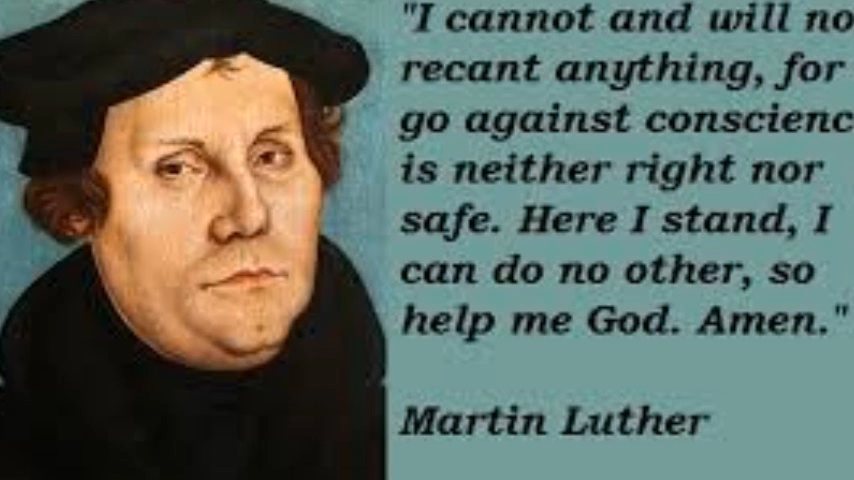 "I cannot and will no
recant anything, for
go against conscienc
is neither right nor
safe. Here I stand, I
can do no other, so
help me God. Amen."
Martin Luther